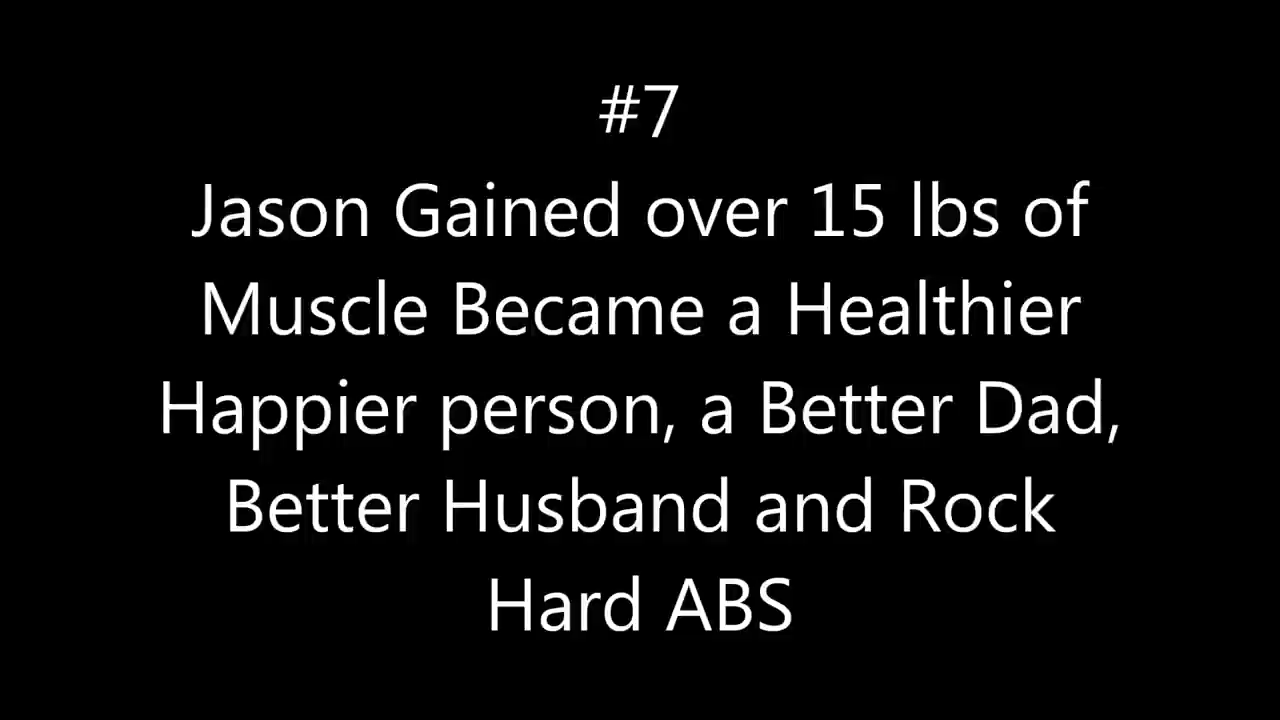 #7
Jason Gained over 15 lbs of
Muscle Became a Healthier
Happier person, a Better Dad,
Better Husband and Rock
Hard ABS